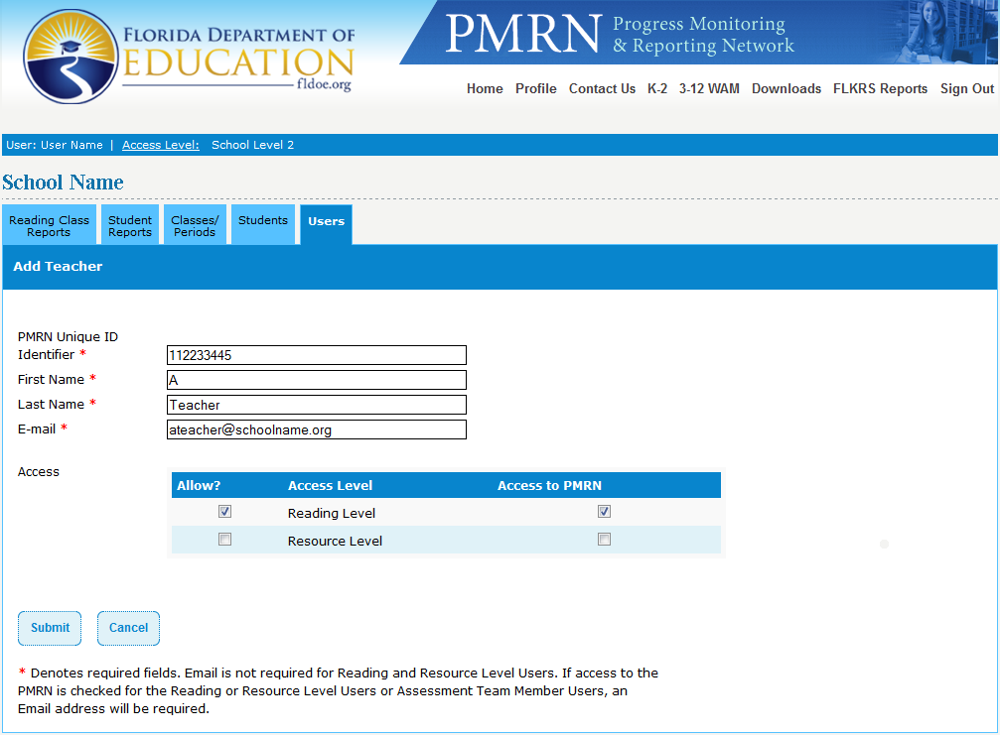 FLORIDA DEPARTMENT OF
EDUCATION
fldoe.org
PMRN Progress Monitoring
& Reporting Network
Home Profile Contact Us K-2 3-12 WAM Downloads FLKRS Reports Sign Out
User: User Name | Access Level: School Level 2
School Name
Reading Class Reports Student Reports Classes/ Periods Students Users
Add Teacher
PMRN Unique ID
Identifier * 112233445
First Name * A
Last Name * Teacher
E-mail * ateacher@schoolname.org
Access
Allow? Access Level Access to PMRN
Reading Level
Resource Level
Submit Cancel
* Denotes required fields. Email is not required for Reading and Resource Level Users. If access to the
PMRN is checked for the Reading or Resource Level Users or Assessment Team Member Users, an
Email address will be required.